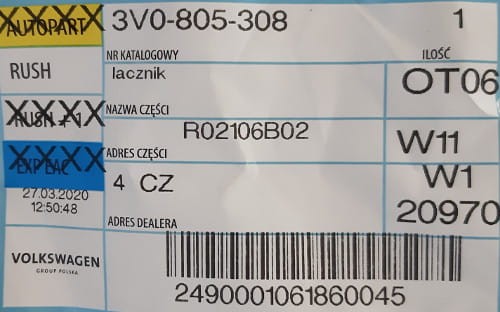 AUTOPART
3V0-805-308 1
NR KATALOGOWY ILOŚĆ
RUSH
lacznik
OT06
RUSH + 1
NAZWA CZĘŚCI
R02106B02
W11
EXP EAC
ADRES CZĘŚCI
4 CZ
W1
27.03.2020
12:50:48
20970
ADRES DEALERA
VOLKSWAGEN
GROUP POLSKA
2490001061860045